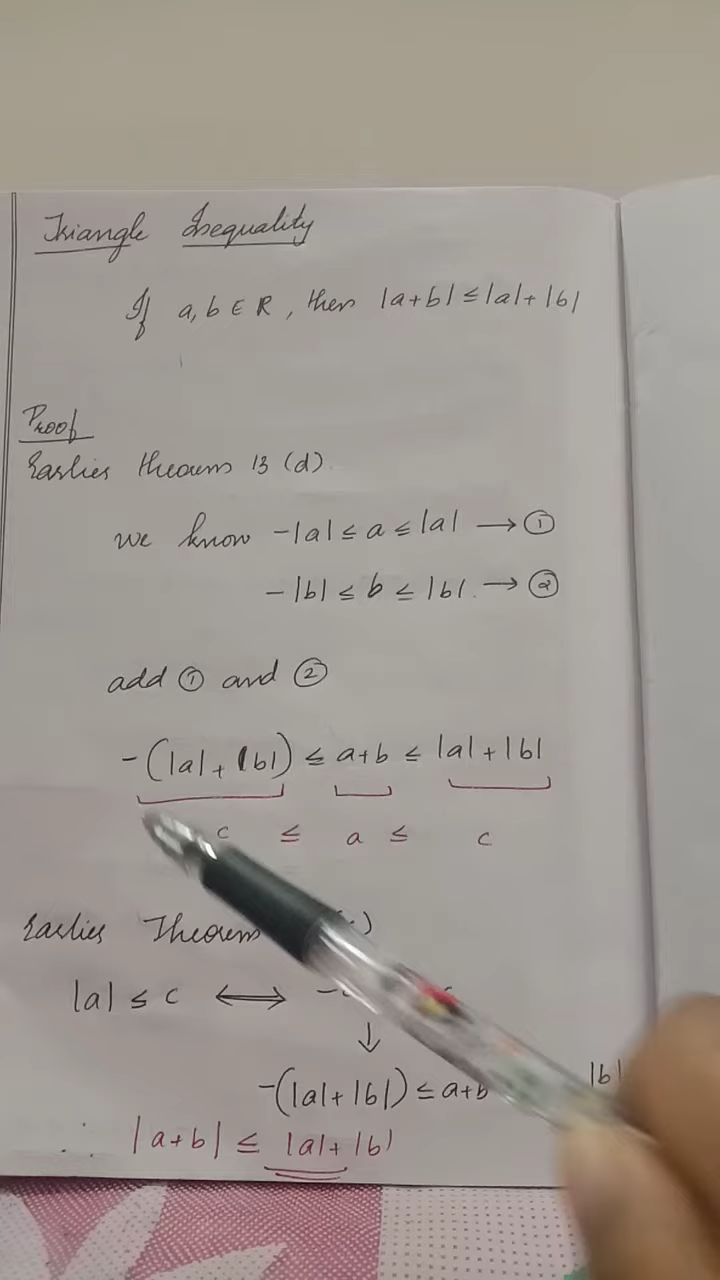 Triangle Inequality
If a, b ∈ R, then |a+b| ≤ |a| + |b|
Proof
Earlier theorem 13 (d)
we know -|a| ≤ a ≤ |a| → ①
-|b| ≤ b ≤ |b|. → ②
add ① and ②
-(|a| + |b|) ≤ a+b ≤ |a| + |b|
c ≤ a ≤ c
Earlier Theorem )
|a| ≤ c ⟺ -
↓
-(|a| + |b|) ≤ a+b |b|
∴ |a+b| ≤ |a| + |b|